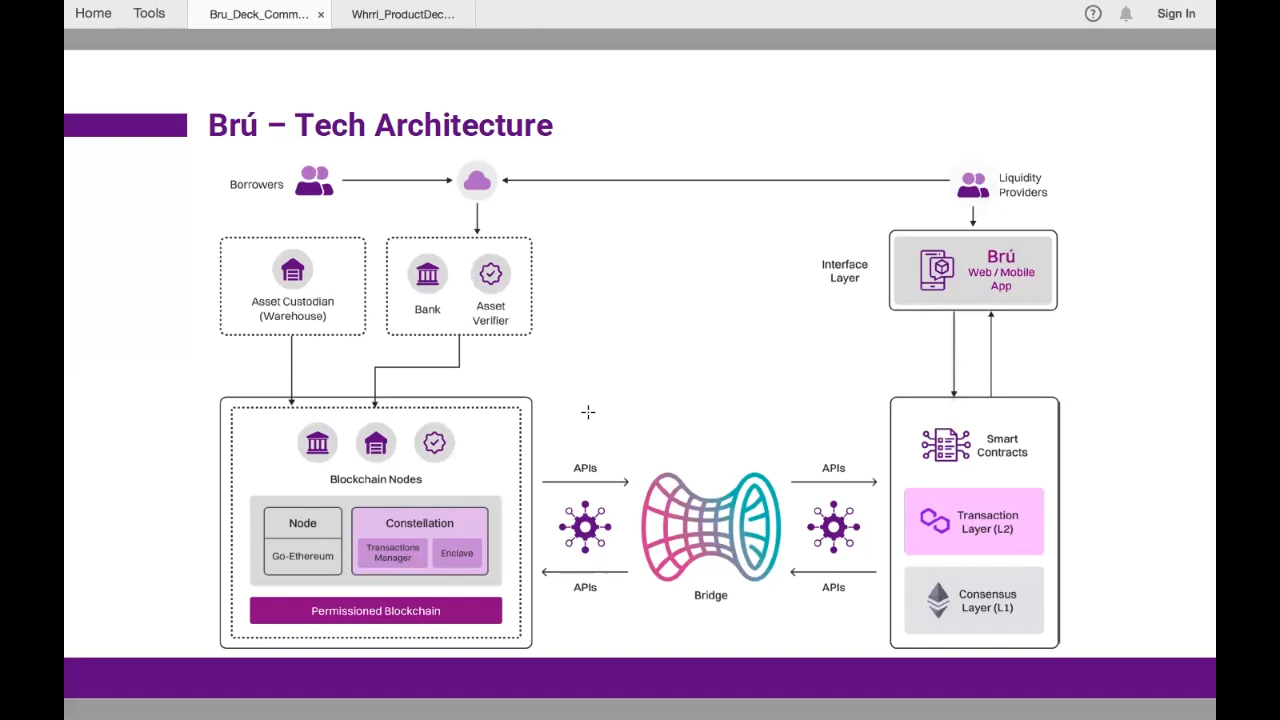 Home Tools Bru_Deck_Comm... × Whrrl_ProductDec... ? Sign In
Brú – Tech Architecture
Borrowers
Liquidity
Providers
Asset Custodian
(Warehouse)
Bank
Asset
Verifier
Interface
Layer
Brú
Web / Mobile
App
Blockchain Nodes
Node
Go-Ethereum
Constellation
Transactions
Manager
Enclave
Permissioned Blockchain
APIs
APIs
Bridge
APIs
APIs
Smart
Contracts
Transaction
Layer (L2)
Consensus
Layer (L1)